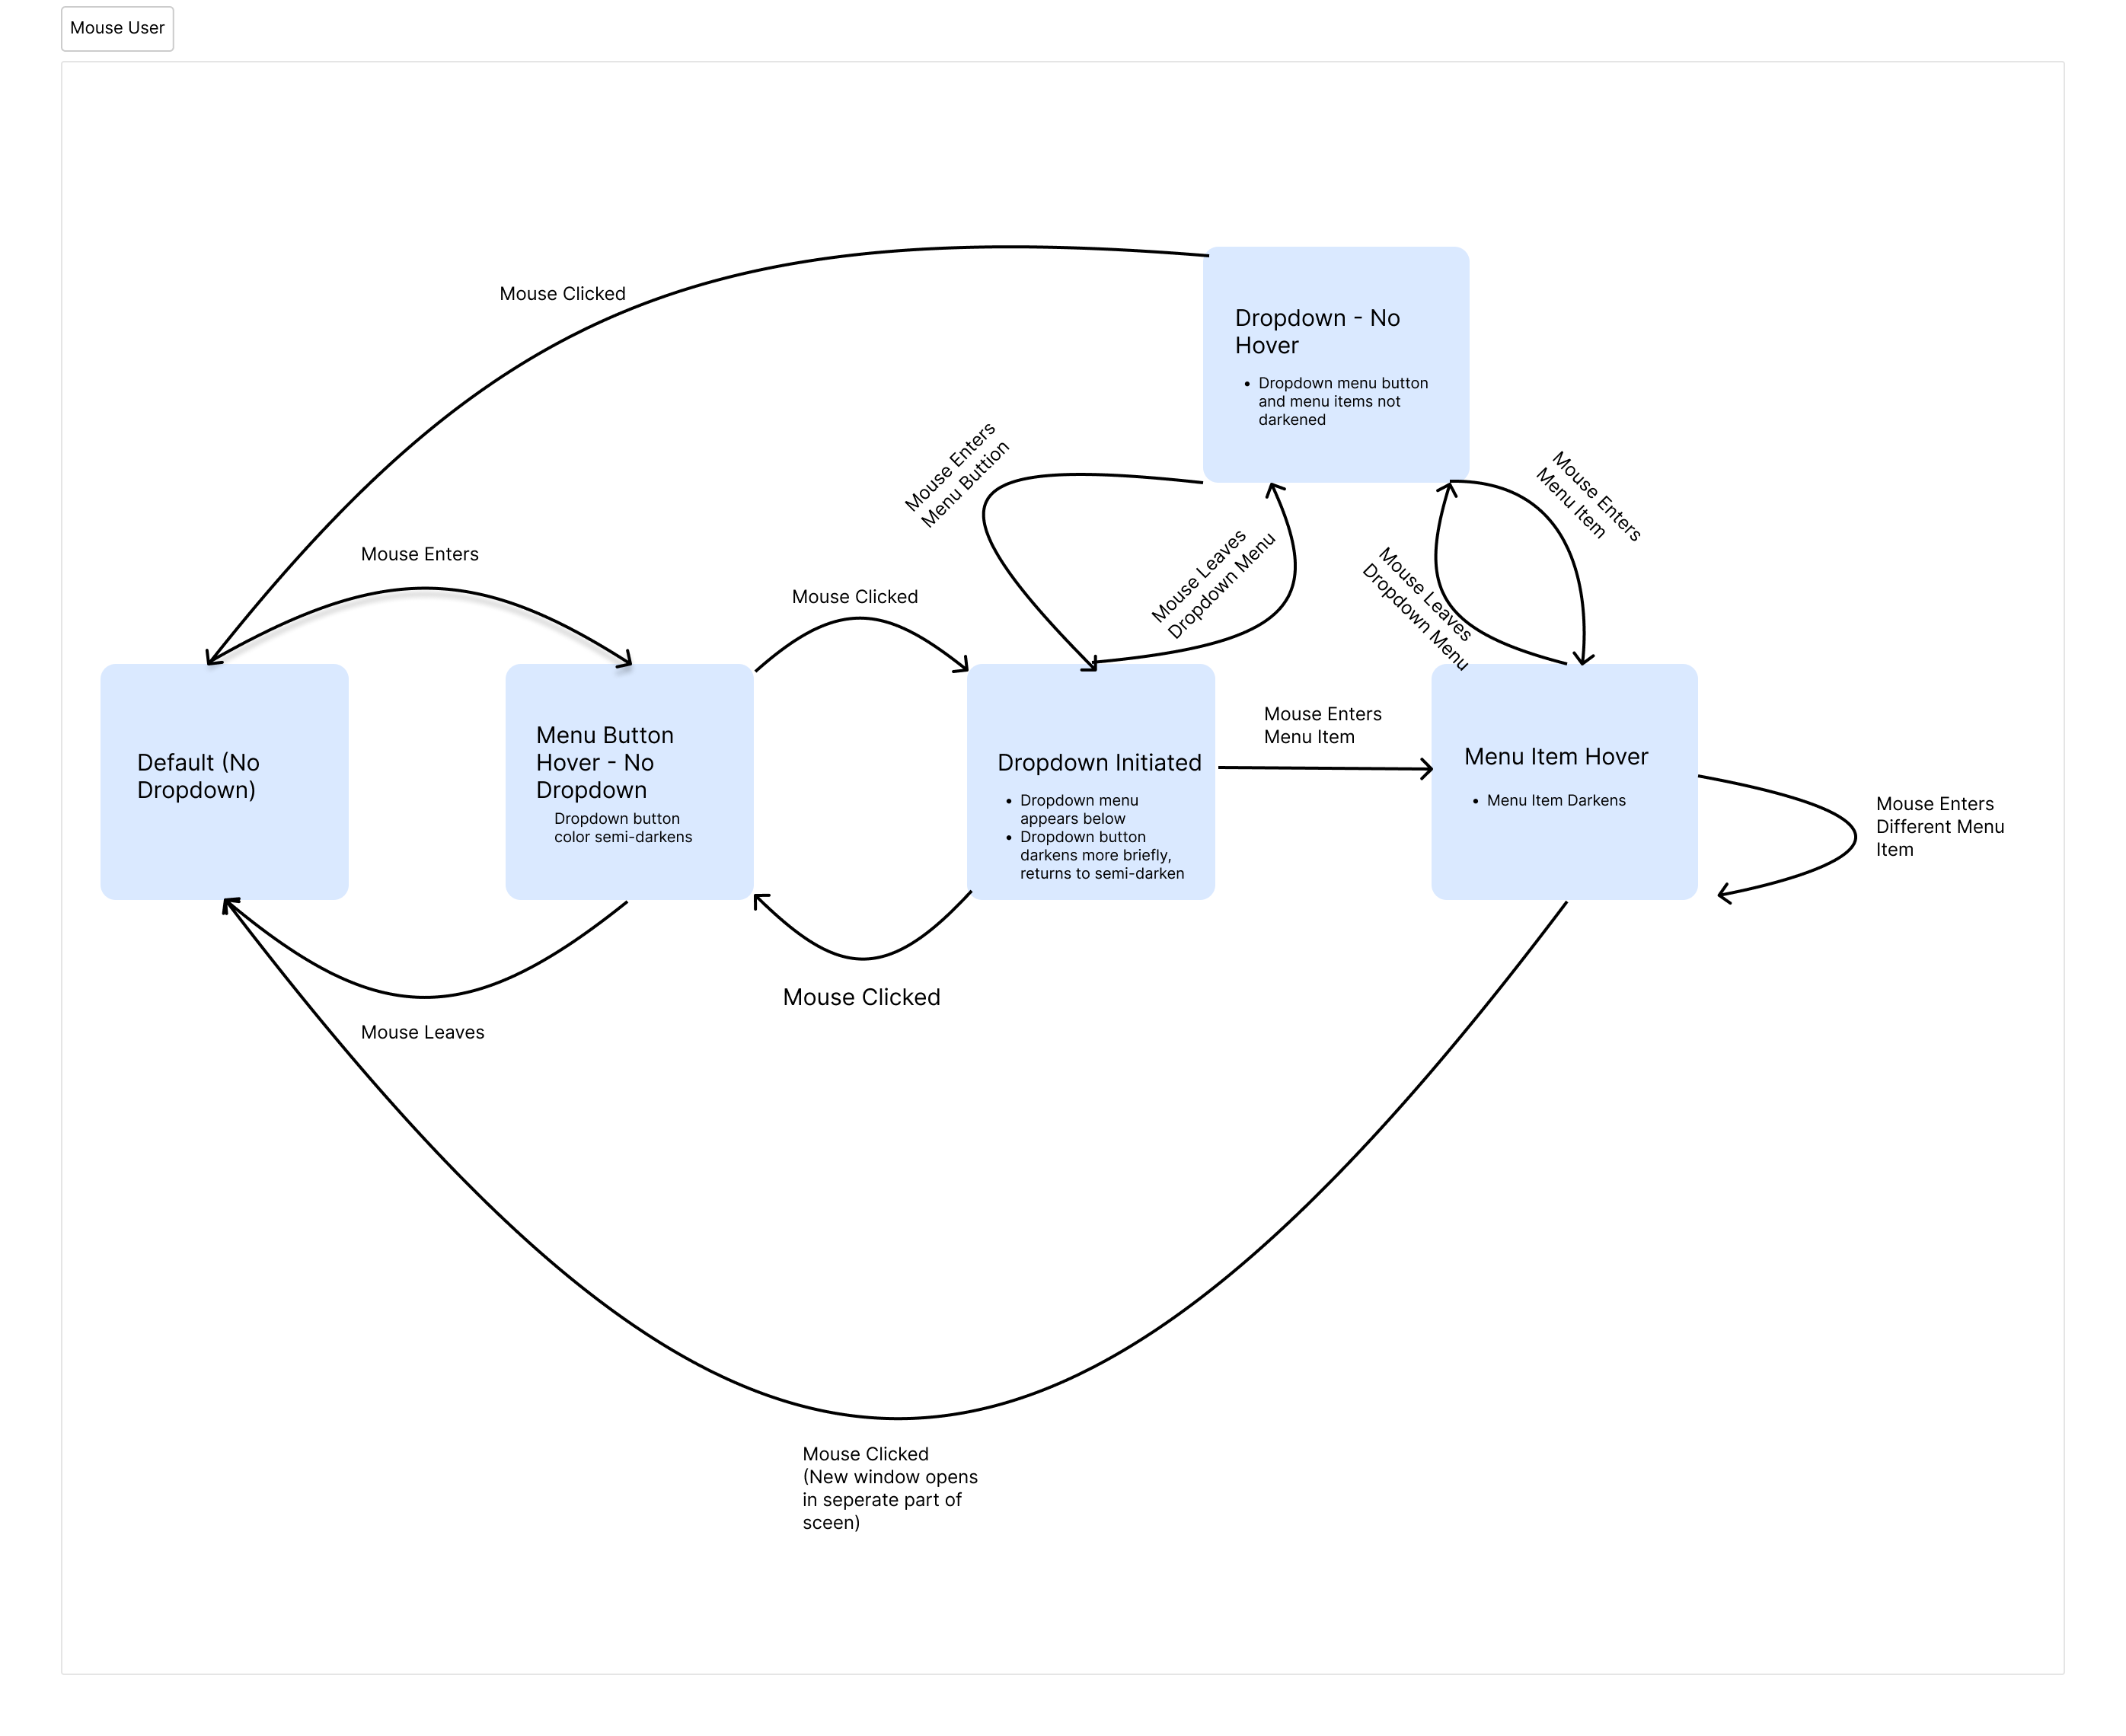 Mouse User
Mouse Clicked
Dropdown - No
Hover
• Dropdown menu button
and menu items not
darkened
Mouse Enters
Menu Buttion
Mouse Leaves
Dropdown Menu
Mouse Leaves
Dropdown Menu
Mouse Enters
Menu Item
Mouse Enters
Mouse Clicked
Default (No
Dropdown)
Menu Button
Hover - No
Dropdown
Dropdown button
color semi-darkens
Dropdown Initiated
• Dropdown menu
appears below
• Dropdown button
darkens more briefly,
returns to semi-darken
Mouse Enters
Menu Item
Menu Item Hover
• Menu Item Darkens
Mouse Enters
Different Menu
Item
Mouse Clicked
Mouse Leaves
Mouse Clicked
(New window opens
in seperate part of
sceen)